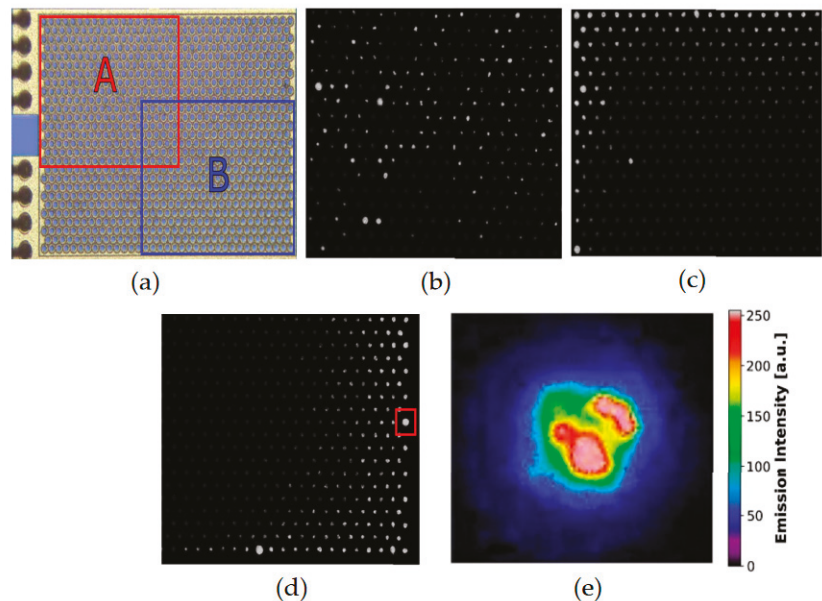 A
B
(a)
(b)
(c)
(d)
(e)
250
200
150
100
50
0
Emission Intensity [a.u.]